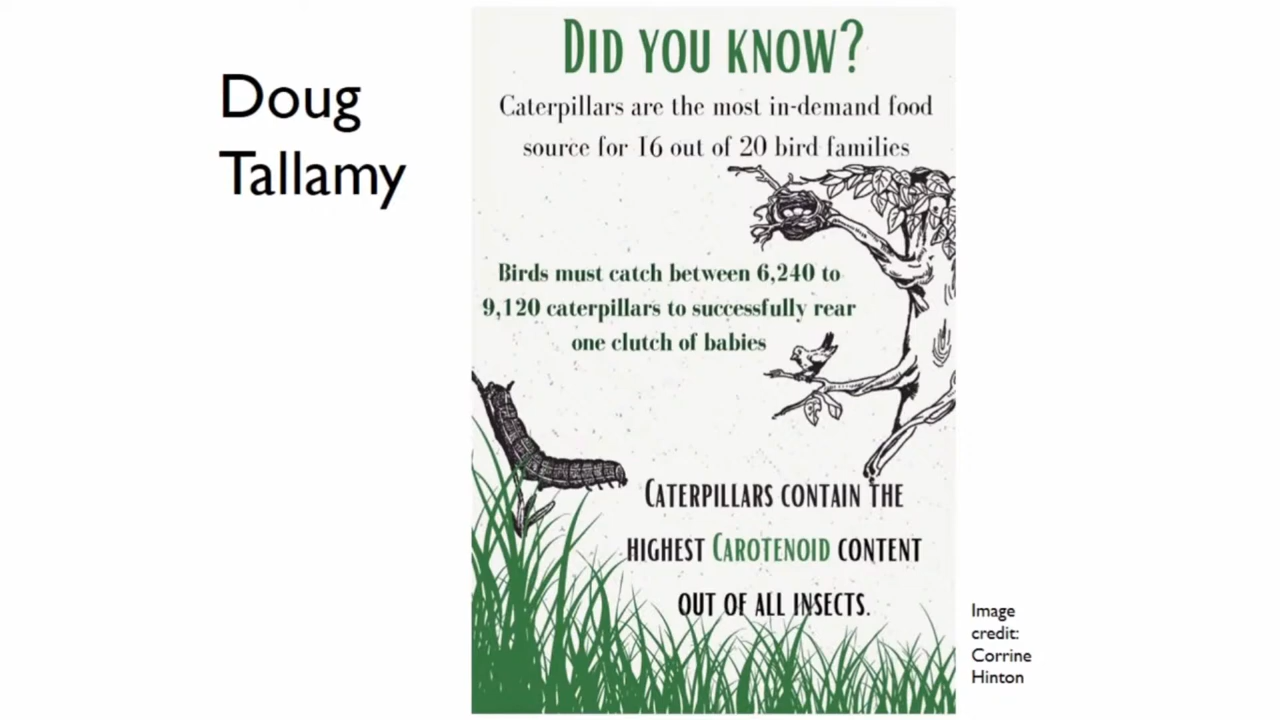 Doug
Tallamy
DID YOU KNOW?
Caterpillars are the most in-demand food
source for 16 out of 20 bird families
Birds must catch between 6,240 to
9,120 caterpillars to successfully rear
one clutch of babies
CATERPILLARS CONTAIN THE
HIGHEST CAROTENOID CONTENT
OUT OF ALL INSECTS.
Image
credit:
Corrine
Hinton